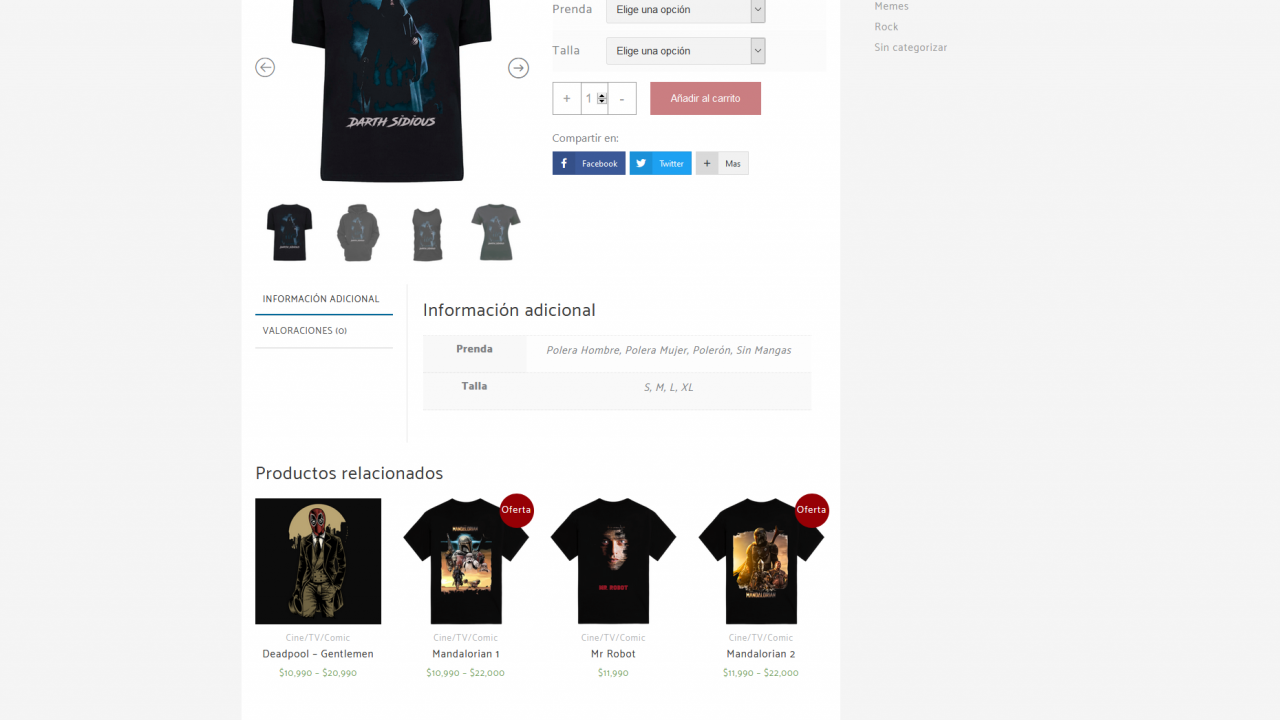 Prenda Elige una opción
Talla Elige una opción
+ 1 -
Añadir al carrito
Compartir en:
Facebook Twitter + Mas
Memes
Rock
Sin categorizar
DARTH SIDIOUS
INFORMACIÓN ADICIONAL
VALORACIONES (0)
Información adicional
Prenda Polera Hombre, Polera Mujer, Polerón, Sin Mangas
Talla S, M, L, XL
Productos relacionados
Oferta
Oferta
MANDALORIAN
MR. ROBOT
MANDALORIAN
Cine/TV/Comic
Deadpool – Gentlemen
$10,990 – $20,990
Cine/TV/Comic
Mandalorian 1
$10,990 – $22,000
Cine/TV/Comic
Mr Robot
$11,990
Cine/TV/Comic
Mandalorian 2
$11,990 – $22,000